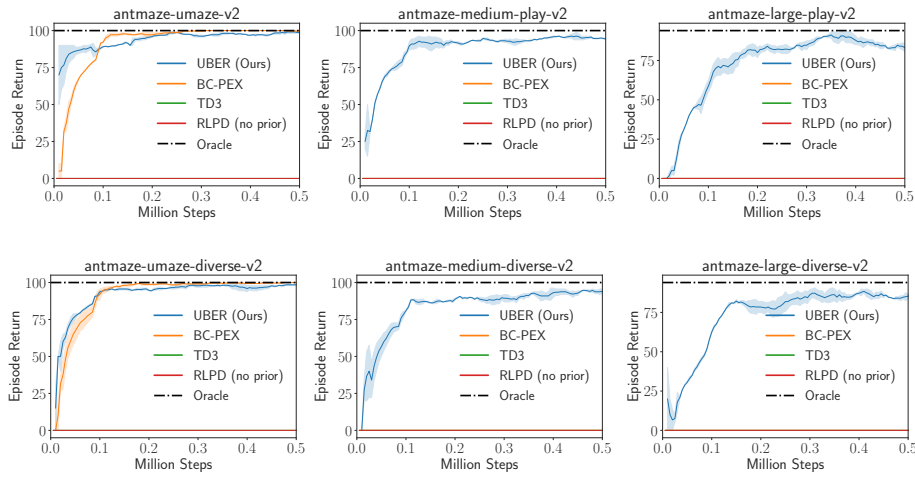 antmaze-umaze-v2
Episode Return
100
75
50
25
0
UBER (Ours)
BC-PEX
TD3
RLPD (no prior)
Oracle
0.0 0.1 0.2 0.3 0.4 0.5
Million Steps
antmaze-medium-play-v2
Episode Return
100
75
50
25
0
UBER (Ours)
BC-PEX
TD3
RLPD (no prior)
Oracle
0.0 0.1 0.2 0.3 0.4 0.5
Million Steps
antmaze-large-play-v2
Episode Return
75
50
25
0
UBER (Ours)
BC-PEX
TD3
RLPD (no prior)
Oracle
0.0 0.1 0.2 0.3 0.4 0.5
Million Steps
antmaze-umaze-diverse-v2
Episode Return
100
75
50
25
0
UBER (Ours)
BC-PEX
TD3
RLPD (no prior)
Oracle
0.0 0.1 0.2 0.3 0.4 0.5
Million Steps
antmaze-medium-diverse-v2
Episode Return
100
75
50
25
0
UBER (Ours)
BC-PEX
TD3
RLPD (no prior)
Oracle
0.0 0.1 0.2 0.3 0.4 0.5
Million Steps
antmaze-large-diverse-v2
Episode Return
75
50
25
0
UBER (Ours)
BC-PEX
TD3
RLPD (no prior)
Oracle
0.0 0.1 0.2 0.3 0.4 0.5
Million Steps